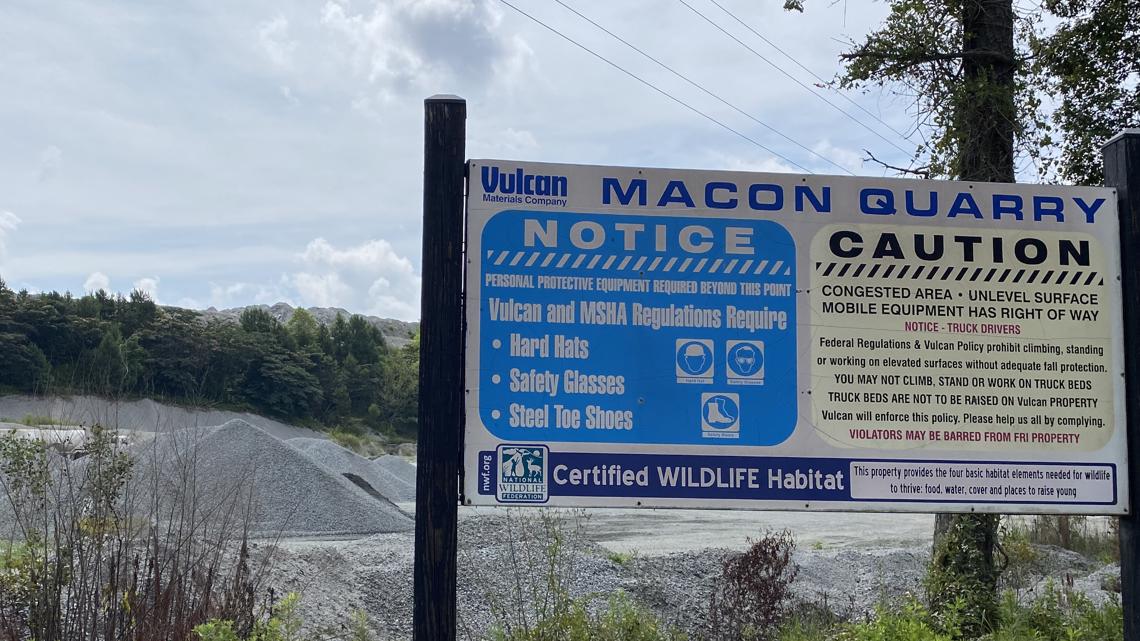 Vulcan
Materials Company
MACON QUARRY
NOTICE
PERSONAL PROTECTIVE EQUIPMENT REQUIRED BEYOND THIS POINT
Vulcan and MSHA Regulations Require
• Hard Hats
• Safety Glasses
• Steel Toe Shoes
Hard Hat
Safety Glasses
Safety Shoes
CAUTION
CONGESTED AREA • UNLEVEL SURFACE
MOBILE EQUIPMENT HAS RIGHT OF WAY
NOTICE - TRUCK DRIVERS
Federal Regulations & Vulcan Policy prohibit climbing, standing
or working on elevated surfaces without adequate fall protection.
YOU MAY NOT CLIMB, STAND OR WORK ON TRUCK BEDS
TRUCK BEDS ARE NOT TO BE RAISED ON Vulcan PROPERTY
Vulcan will enforce this policy. Please help us all by complying.
VIOLATORS MAY BE BARRED FROM FRI PROPERTY
nwf.org
NATIONAL
WILDLIFE
FEDERATION
Certified WILDLIFE Habitat
This property provides the four basic habitat elements needed for wildlife
to thrive: food, water, cover and places to raise young